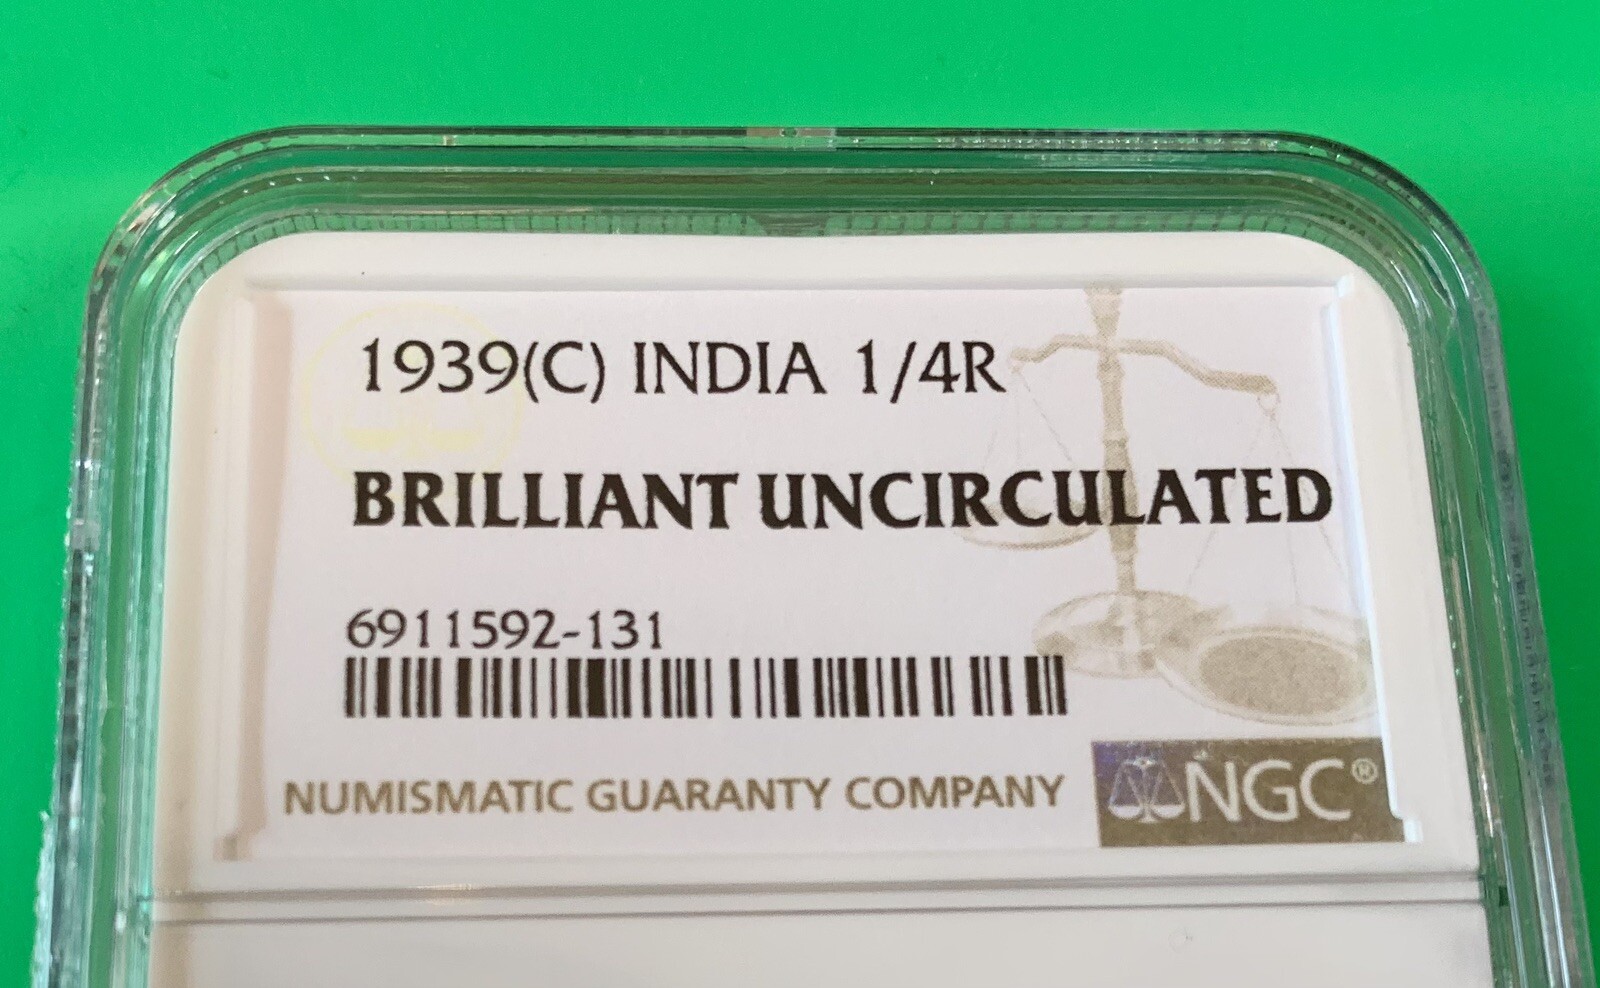 1939(C) INDIA 1/4R
BRILLIANT UNCIRCULATED
6911592-131
NUMISMATIC GUARANTY COMPANY
NGC®